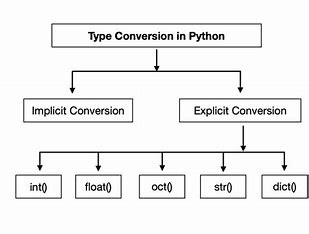 Type Conversion in Python
Implicit Conversion
Explicit Conversion
int()
float()
oct()
str()
dict()